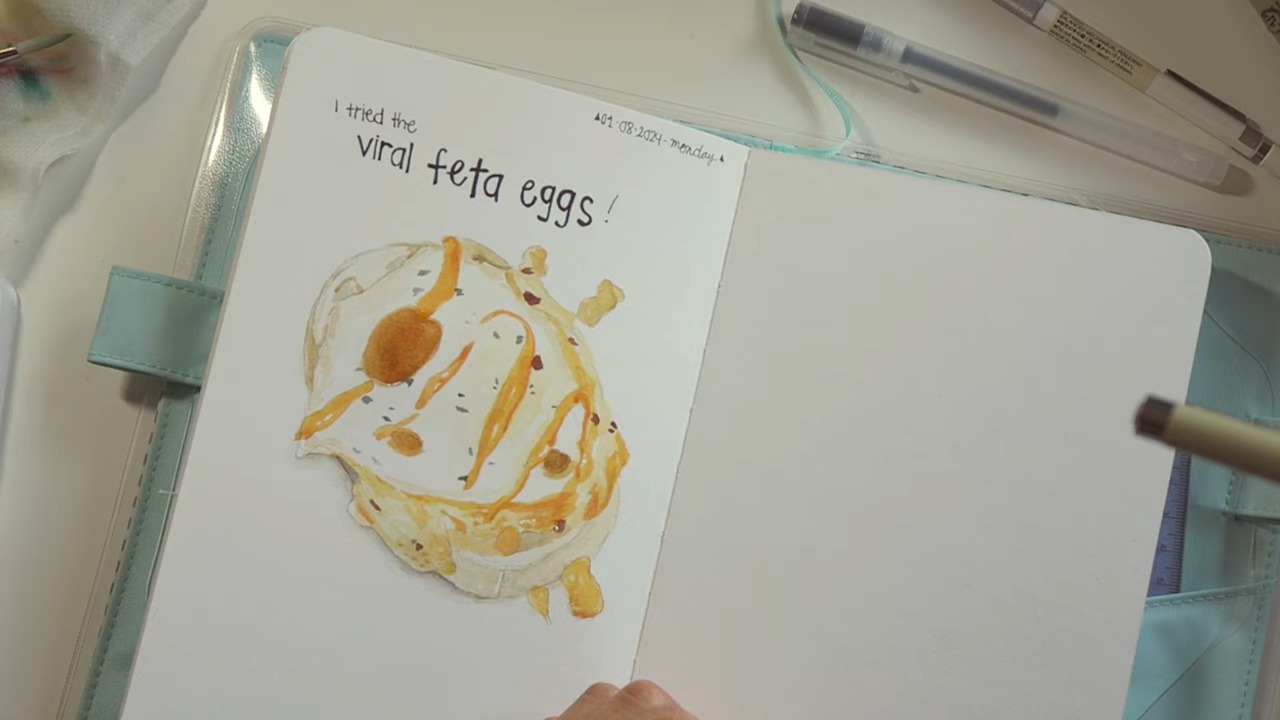 I tried the
viral feta eggs!
▲01·08·2024-monday▲